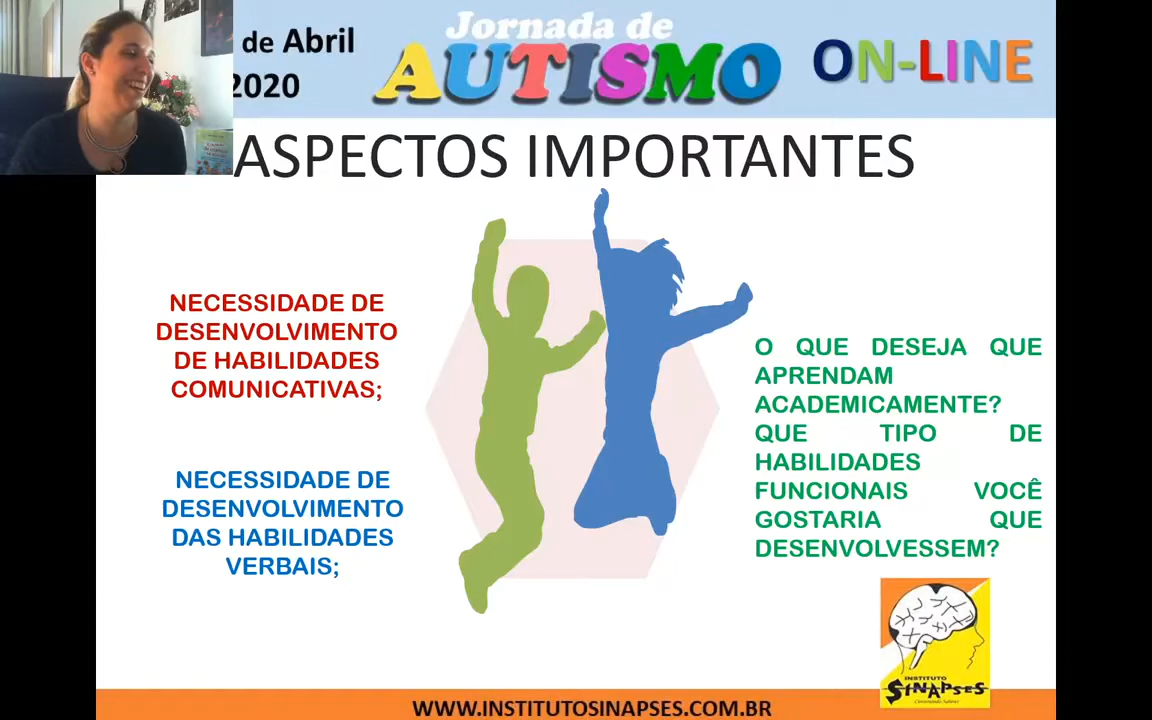 de Abril
2020
Jornada de
AUTISMO
ON-LINE
ASPECTOS IMPORTANTES
NECESSIDADE DE
DESENVOLVIMENTO
DE HABILIDADES
COMUNICATIVAS;
NECESSIDADE DE
DESENVOLVIMENTO
DAS HABILIDADES
VERBAIS;
O QUE DESEJA QUE
APRENDAM
ACADEMICAMENTE?
QUE TIPO DE
HABILIDADES
FUNCIONAIS VOCÊ
GOSTARIA QUE
DESENVOLVESSEM?
INSTITUTO
SINAPSES
Construindo Saberes
WWW.INSTITUTOSINAPSES.COM.BR